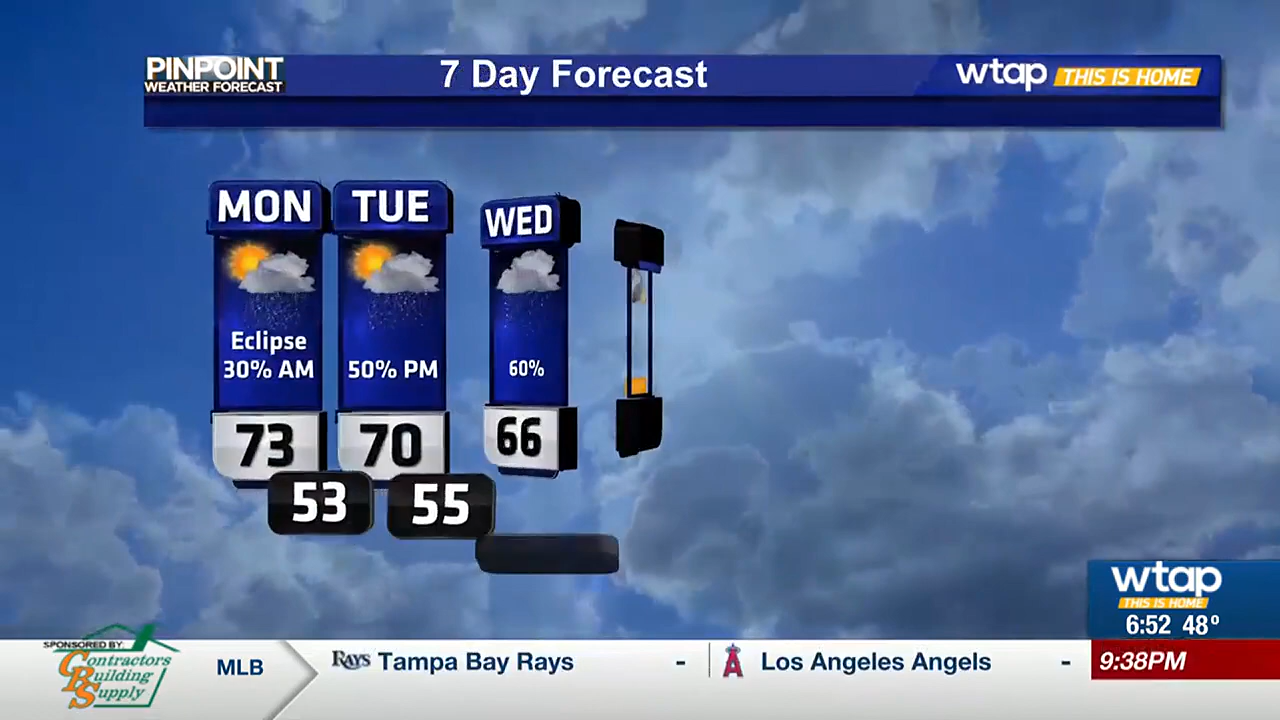 PINPOINT
WEATHER FORECAST
7 Day Forecast
wtap THIS IS HOME
MON
TUE
WED
Eclipse
30% AM
50% PM
60%
73
70
66
53
55
wtap
THIS IS HOME
6:52 48°
SPONSORED BY:
Contractors
Building
Supply
MLB
RAYS Tampa Bay Rays -
A Los Angeles Angels -
9:38PM